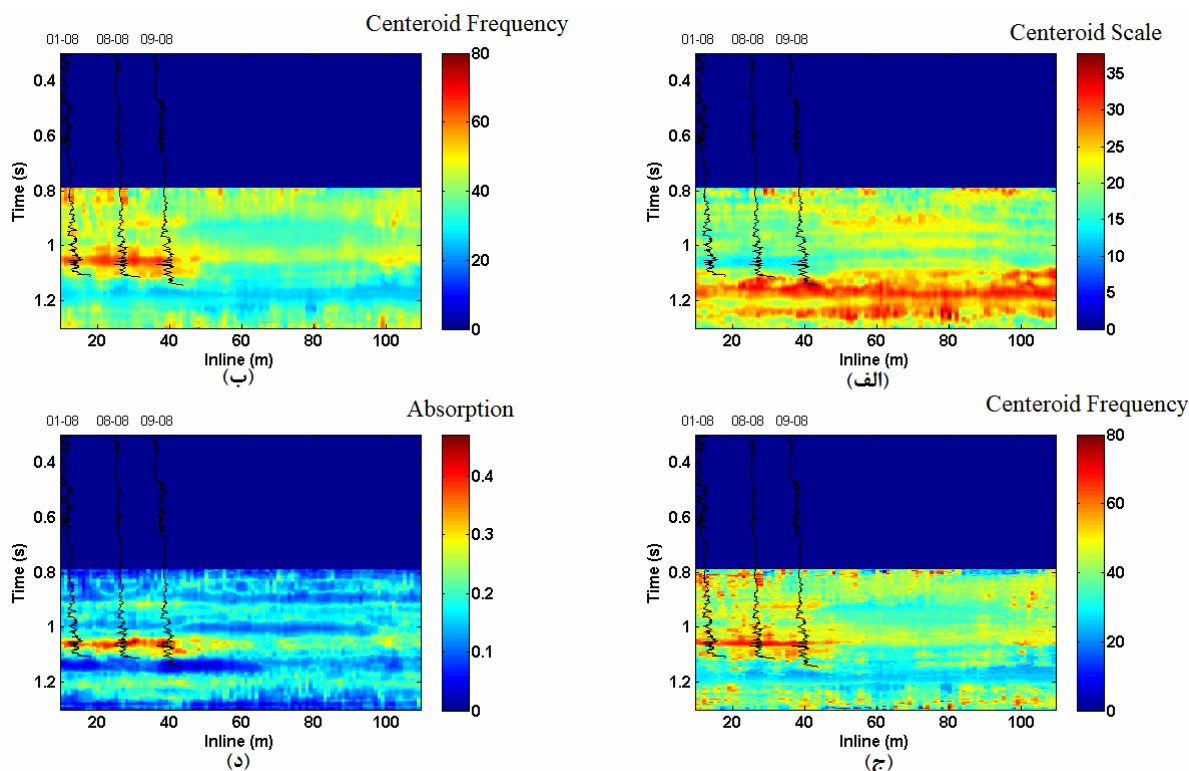 Centeroid Frequency
01-08 08-08 09-08
80
60
40
20
0
0.4
0.6
0.8
1
1.2
Time (s)
20 40 60 80 100
Inline (m)
(ب)
Centeroid Scale
01-08 08-08 09-08
35
30
25
20
15
10
5
0
0.4
0.6
0.8
1
1.2
Time (s)
20 40 60 80 100
Inline (m)
(الف)
Absorption
01-08 08-08 09-08
0.4
0.3
0.2
0.1
0
0.4
0.6
0.8
1
1.2
Time (s)
20 40 60 80 100
Inline (m)
(د)
Centeroid Frequency
01-08 08-08 09-08
80
60
40
20
0
0.4
0.6
0.8
1
1.2
Time (s)
20 40 60 80 100
Inline (m)
(ج)